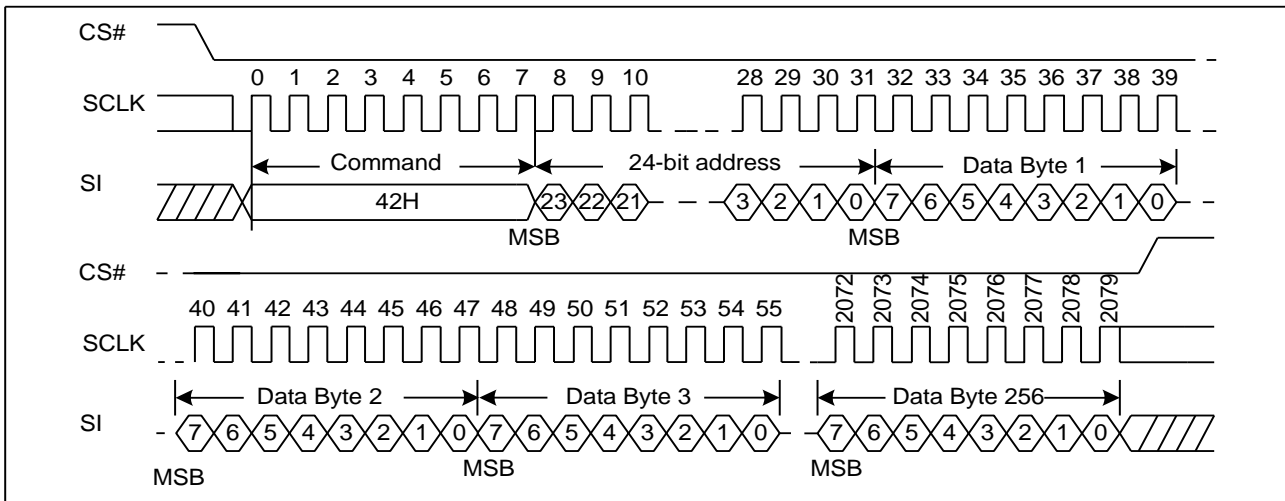 CS#
0 1 2 3 4 5 6 7 8 9 10 28 29 30 31 32 33 34 35 36 37 38 39
SCLK
Command 24-bit address Data Byte 1
SI
42H 23 22 21 3 2 1 0 7 6 5 4 3 2 1 0
MSB MSB
CS#
40 41 42 43 44 45 46 47 48 49 50 51 52 53 54 55 2072 2073 2074 2075 2076 2077 2078 2079
SCLK
Data Byte 2 Data Byte 3 Data Byte 256
SI
7 6 5 4 3 2 1 0 7 6 5 4 3 2 1 0 7 6 5 4 3 2 1 0
MSB MSB MSB